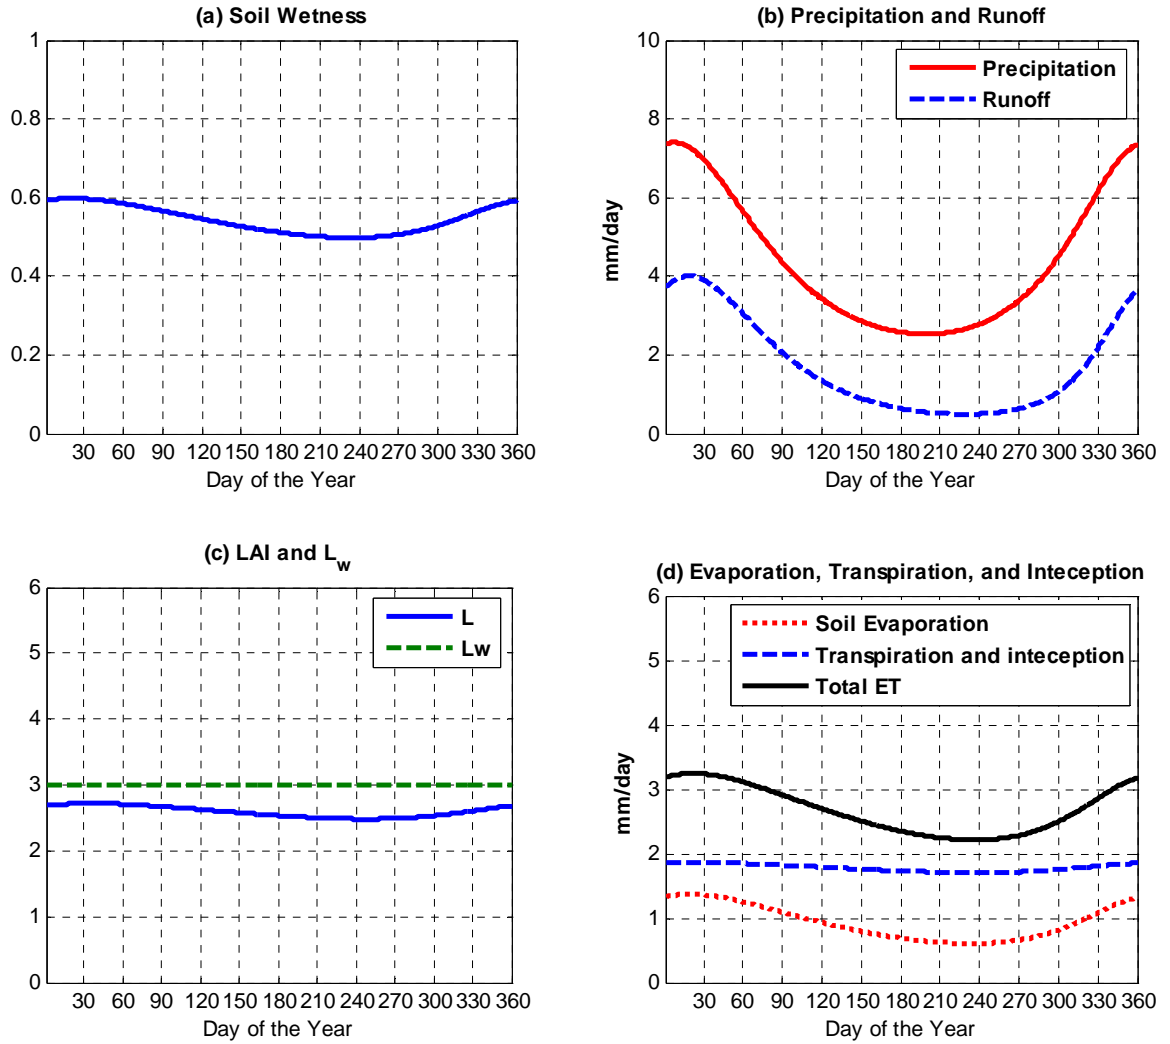 (a) Soil Wetness
1
0.8
0.6
0.4
0.2
0
30 60 90 120 150 180 210 240 270 300 330 360
Day of the Year
(b) Precipitation and Runoff
10
8
6
4
2
0
mm/day
Precipitation
Runoff
30 60 90 120 150 180 210 240 270 300 330 360
Day of the Year
(c) LAI and Lw
6
5
4
3
2
1
0
L
Lw
30 60 90 120 150 180 210 240 270 300 330 360
Day of the Year
(d) Evaporation, Transpiration, and Inteception
6
5
4
3
2
1
0
mm/day
Soil Evaporation
Transpiration and inteception
Total ET
30 60 90 120 150 180 210 240 270 300 330 360
Day of the Year